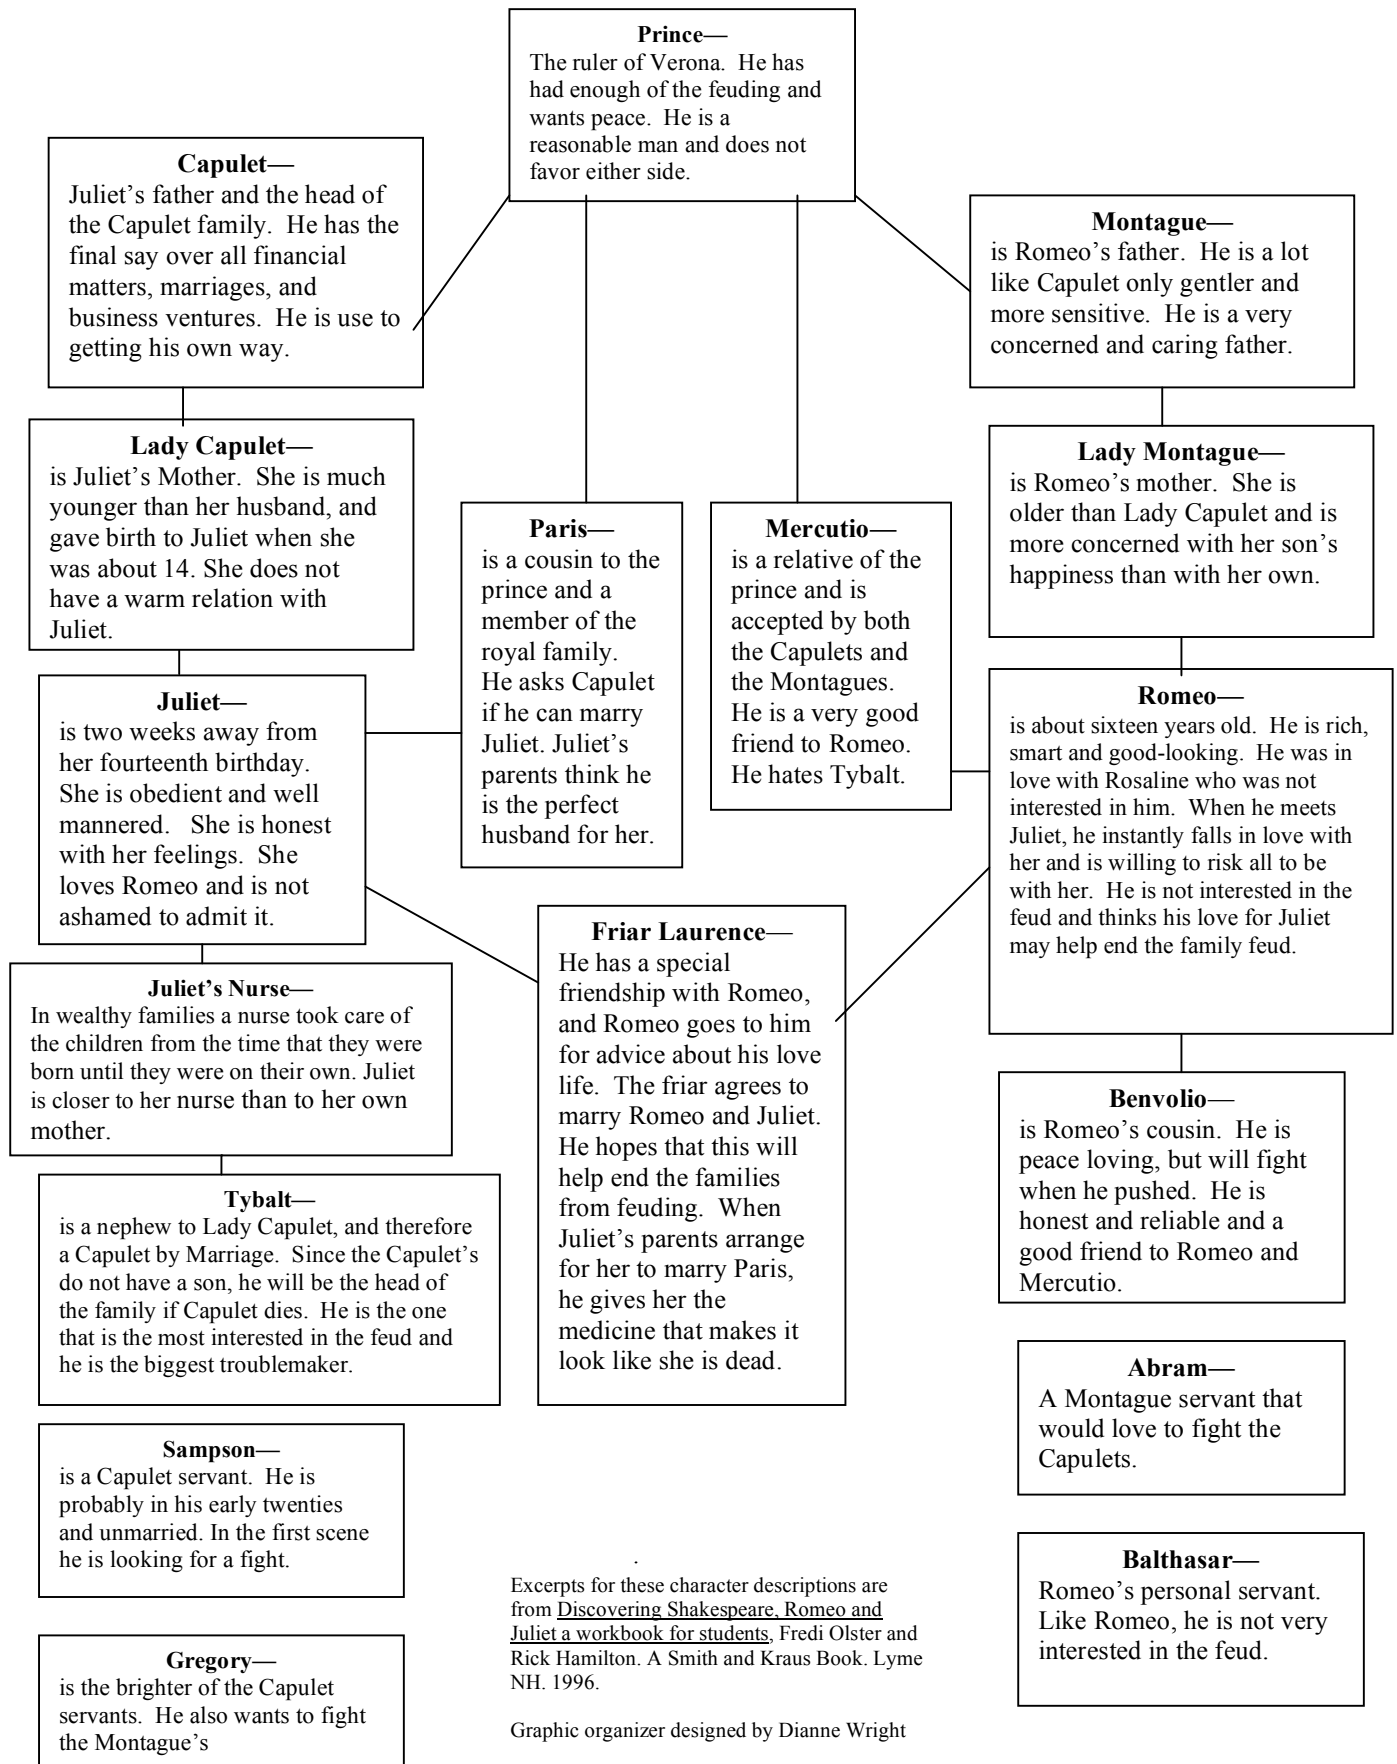 Prince—
The ruler of Verona. He has
had enough of the feuding and
wants peace. He is a
reasonable man and does not
favor either side.
Capulet—
Juliet's father and the head of
the Capulet family. He has the
final say over all financial
matters, marriages, and
business ventures. He is use to
getting his own way.
Montague—
is Romeo's father. He is a lot
like Capulet only gentler and
more sensitive. He is a very
concerned and caring father.
Lady Capulet—
is Juliet's Mother. She is much
younger than her husband, and
gave birth to Juliet when she
was about 14. She does not
have a warm relation with
Juliet.
Lady Montague—
is Romeo's mother. She is
older than Lady Capulet and is
more concerned with her son's
happiness than with her own.
Paris—
is a cousin to the
prince and a
member of the
royal family.
He asks Capulet
if he can marry
Juliet. Juliet's
parents think he
is the perfect
husband for her.
Mercutio—
is a relative of the
prince and is
accepted by both
the Capulets and
the Montagues.
He is a very good
friend to Romeo.
He hates Tybalt.
Juliet—
is two weeks away from
her fourteenth birthday.
She is obedient and well
mannered. She is honest
with her feelings. She
loves Romeo and is not
ashamed to admit it.
Romeo—
is about sixteen years old. He is rich,
smart and good-looking. He was in
love with Rosaline who was not
interested in him. When he meets
Juliet, he instantly falls in love with
her and is willing to risk all to be
with her. He is not interested in the
feud and thinks his love for Juliet
may help end the family feud.
Friar Laurence—
He has a special
friendship with Romeo,
and Romeo goes to him
for advice about his love
life. The friar agrees to
marry Romeo and Juliet.
He hopes that this will
help end the families
from feuding. When
Juliet's parents arrange
for her to marry Paris,
he gives her the
medicine that makes it
look like she is dead.
Juliet's Nurse—
In wealthy families a nurse took care of
the children from the time that they were
born until they were on their own. Juliet
is closer to her nurse than to her own
mother.
Benvolio—
is Romeo's cousin. He is
peace loving, but will fight
when he pushed. He is
honest and reliable and a
good friend to Romeo and
Mercutio.
Tybalt—
is a nephew to Lady Capulet, and therefore
a Capulet by Marriage. Since the Capulet's
do not have a son, he will be the head of
the family if Capulet dies. He is the one
that is the most interested in the feud and
he is the biggest troublemaker.
Abram—
A Montague servant that
would love to fight the
Capulets.
Sampson—
is a Capulet servant. He is
probably in his early twenties
and unmarried. In the first scene
he is looking for a fight.
Balthasar—
Romeo's personal servant.
Like Romeo, he is not very
interested in the feud.
Gregory—
is the brighter of the Capulet
servants. He also wants to fight
the Montague's
.
Excerpts for these character descriptions are
from Discovering Shakespeare, Romeo and
Juliet a workbook for students, Fredi Olster and
Rick Hamilton. A Smith and Kraus Book. Lyme
NH. 1996.
Graphic organizer designed by Dianne Wright